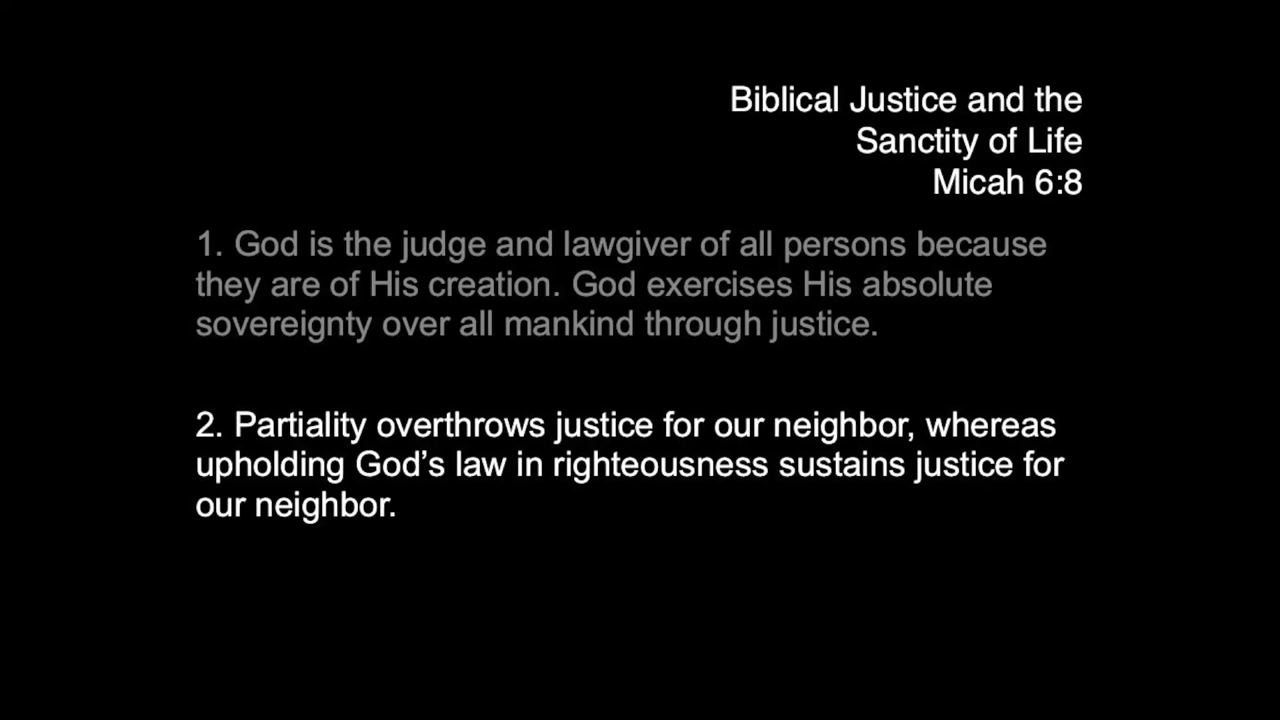 Biblical Justice and the
Sanctity of Life
Micah 6:8
1. God is the judge and lawgiver of all persons because
they are of His creation. God exercises His absolute
sovereignty over all mankind through justice.
2. Partiality overthrows justice for our neighbor, whereas
upholding God’s law in righteousness sustains justice for
our neighbor.